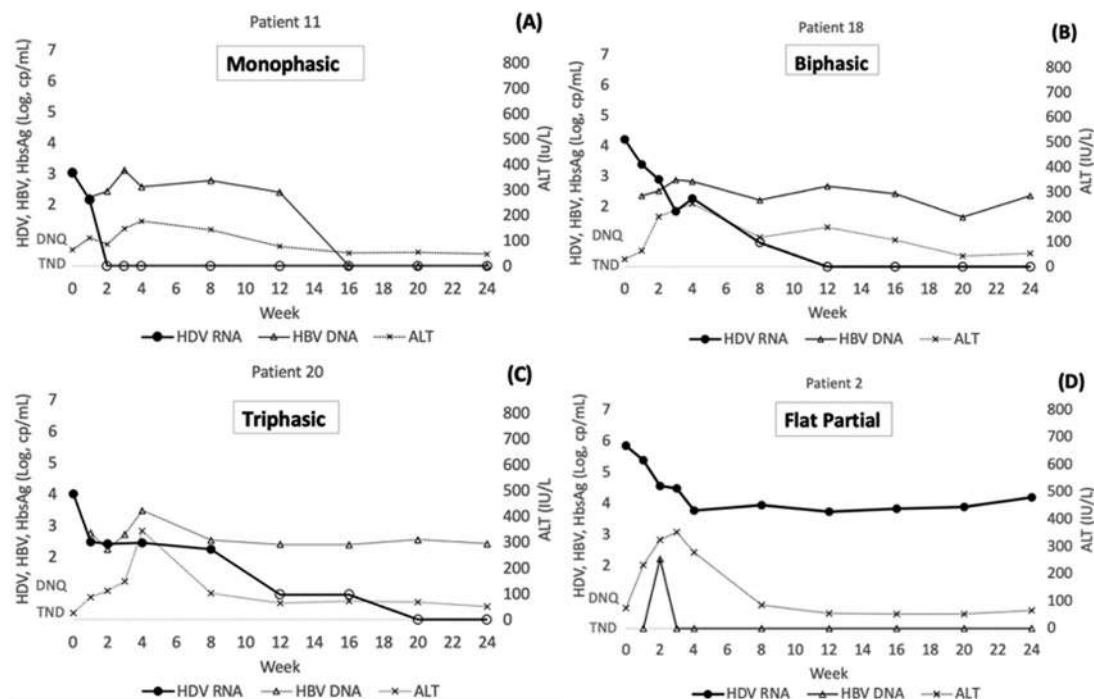 Patient 11
(A)
Monophasic
HDV, HBV, HbsAg (Log, cp/mL)
7
6
5
4
3
2
DNQ
TND
800
700
600
500
400
300
200
100
0
ALT (Iu/L)
0 2 4 6 8 10 12 14 16 18 20 22 24
Week
HDV RNA HBV DNA ALT
Patient 18
(B)
Biphasic
HDV, HBV, HbsAg (Log, cp/mL)
7
6
5
4
3
2
DNQ
TND
800
700
600
500
400
300
200
100
0
ALT (IU/L)
0 2 4 6 8 10 12 14 16 18 20 22 24
Week
HDV RNA HBV DNA ALT
Patient 20
(C)
Triphasic
HDV, HBV, HbsAg (Log, cp/mL)
7
6
5
4
3
2
DNQ
TND
800
700
600
500
400
300
200
100
0
ALT (IU/L
0 2 4 6 8 10 12 14 16 18 20 22 24
Week
HDV RNA HBV DNA ALT
Patient 2
(D)
Flat Partial
HDV, HBV, HbsAg (Log, cp/mL)
7
6
5
4
3
2
DNQ
TND
800
700
600
500
400
300
200
100
0
ALT (IU/L)
0 2 4 6 8 10 12 14 16 18 20 22 24
Week
HDV RNA HBV DNA ALT